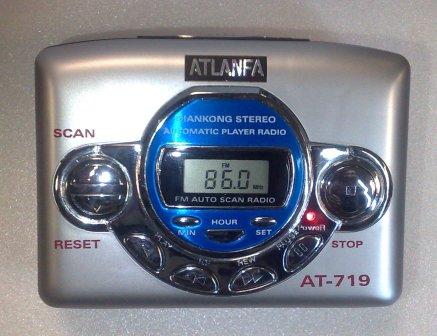 ATLANFA
HANKONG STEREO
AUTOMATIC PLAYER RADIO
SCAN
FM
86.0 MHz
FM AUTO SCAN RADIO
HOUR
MIN
SET
RESET
POWER
STOP
AT-719